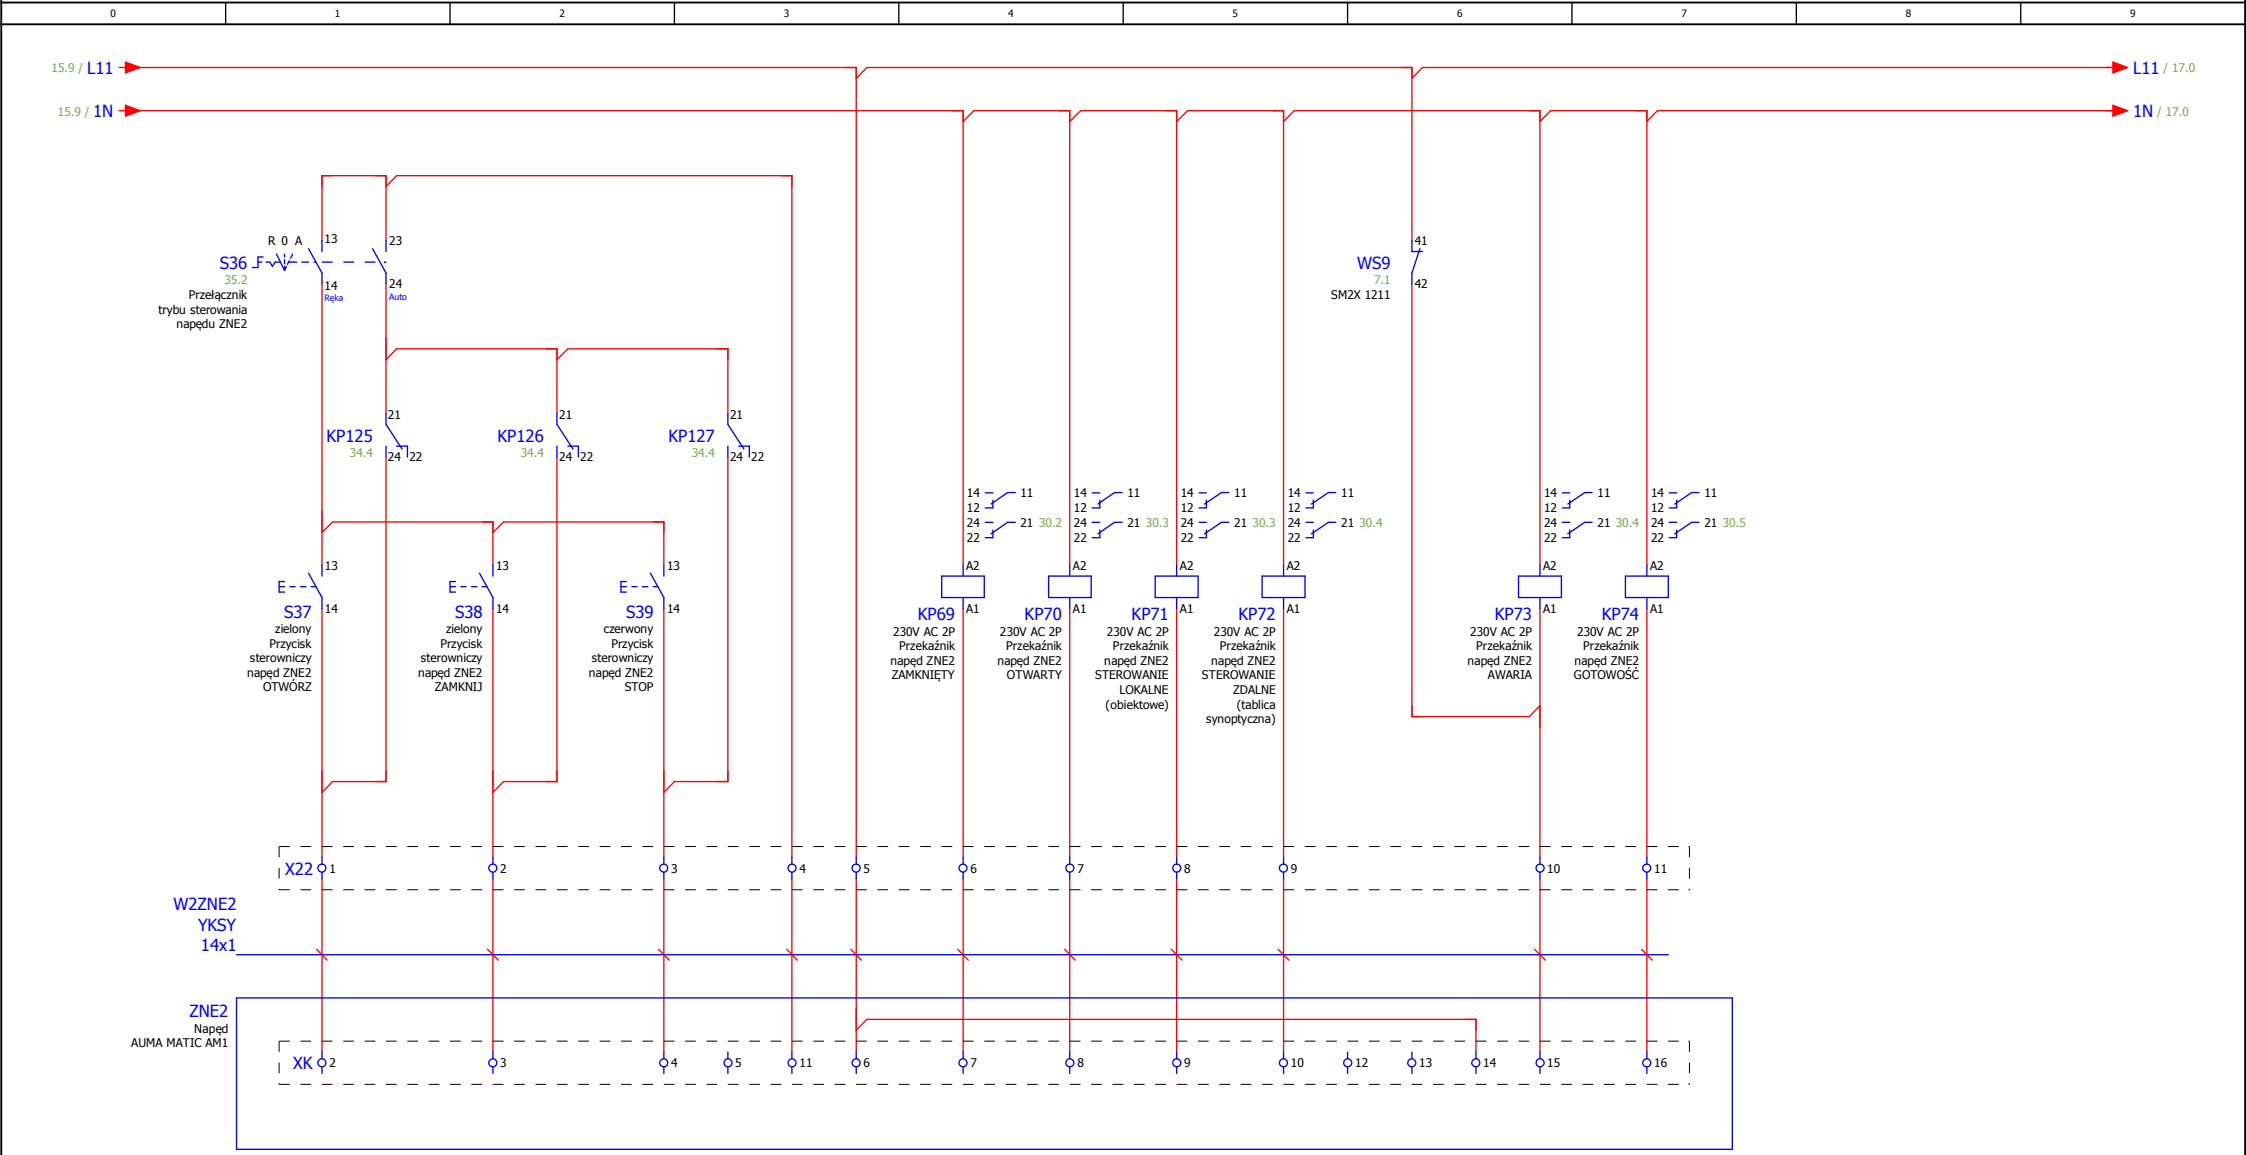 0 1 2 3 4 5 6 7 8 9
15.9 / L11
L11 / 17.0
15.9 / 1N
1N / 17.0
R 0 A
13
23
S36
35.2
14
Ręka
24
Auto
Przełącznik
trybu sterowania
napędu ZNE2
41
WS9
7.1
42
SM2X 1211
21
KP125
34.4
24 22
21
KP126
34.4
24 22
21
KP127
34.4
24 22
13
E
S37
14
zielony
Przycisk
sterowniczy
napęd ZNE2
OTWÓRZ
13
E
S38
14
zielony
Przycisk
sterowniczy
napęd ZNE2
ZAMKNIJ
13
E
S39
14
czerwony
Przycisk
sterowniczy
napęd ZNE2
STOP
14 11
12
24 21 30.2
22
A2
KP69
A1
230V AC 2P
Przekaźnik
napęd ZNE2
ZAMKNIĘTY
14 11
12
24 21 30.3
22
A2
KP70
A1
230V AC 2P
Przekaźnik
napęd ZNE2
OTWARTY
14 11
12
24 21 30.3
22
A2
KP71
A1
230V AC 2P
Przekaźnik
napęd ZNE2
STEROWANIE
LOKALNE
(obiektowe)
14 11
12
24 21 30.4
22
A2
KP72
A1
230V AC 2P
Przekaźnik
napęd ZNE2
STEROWANIE
ZDALNE
(tablica
synoptyczna)
14 11
12
24 21 30.4
22
A2
KP73
A1
230V AC 2P
Przekaźnik
napęd ZNE2
AWARIA
14 11
12
24 21 30.5
22
A2
KP74
A1
230V AC 2P
Przekaźnik
napęd ZNE2
GOTOWOŚĆ
X22 1 2 3 4 5 6 7 8 9 10 11
W2ZNE2
YKSY
14x1
ZNE2
Napęd
AUMA MATIC AM1
XK 2 3 4 5 11 6 7 8 9 10 12 13 14 15 16